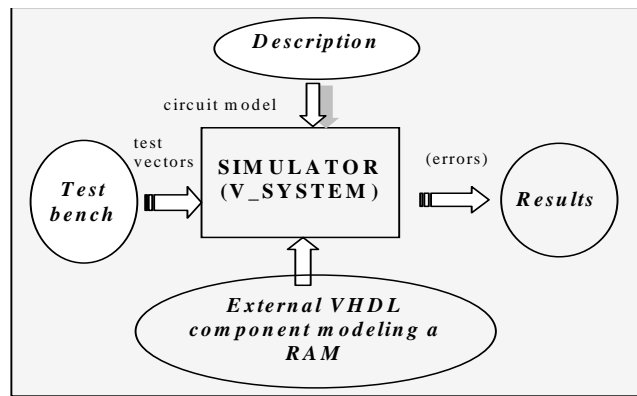 Description
circuit model
test
vectors
SIMULATOR
(V_SYSTEM)
(errors)
Test
bench
Results
External VHDL
component modeling a
RAM